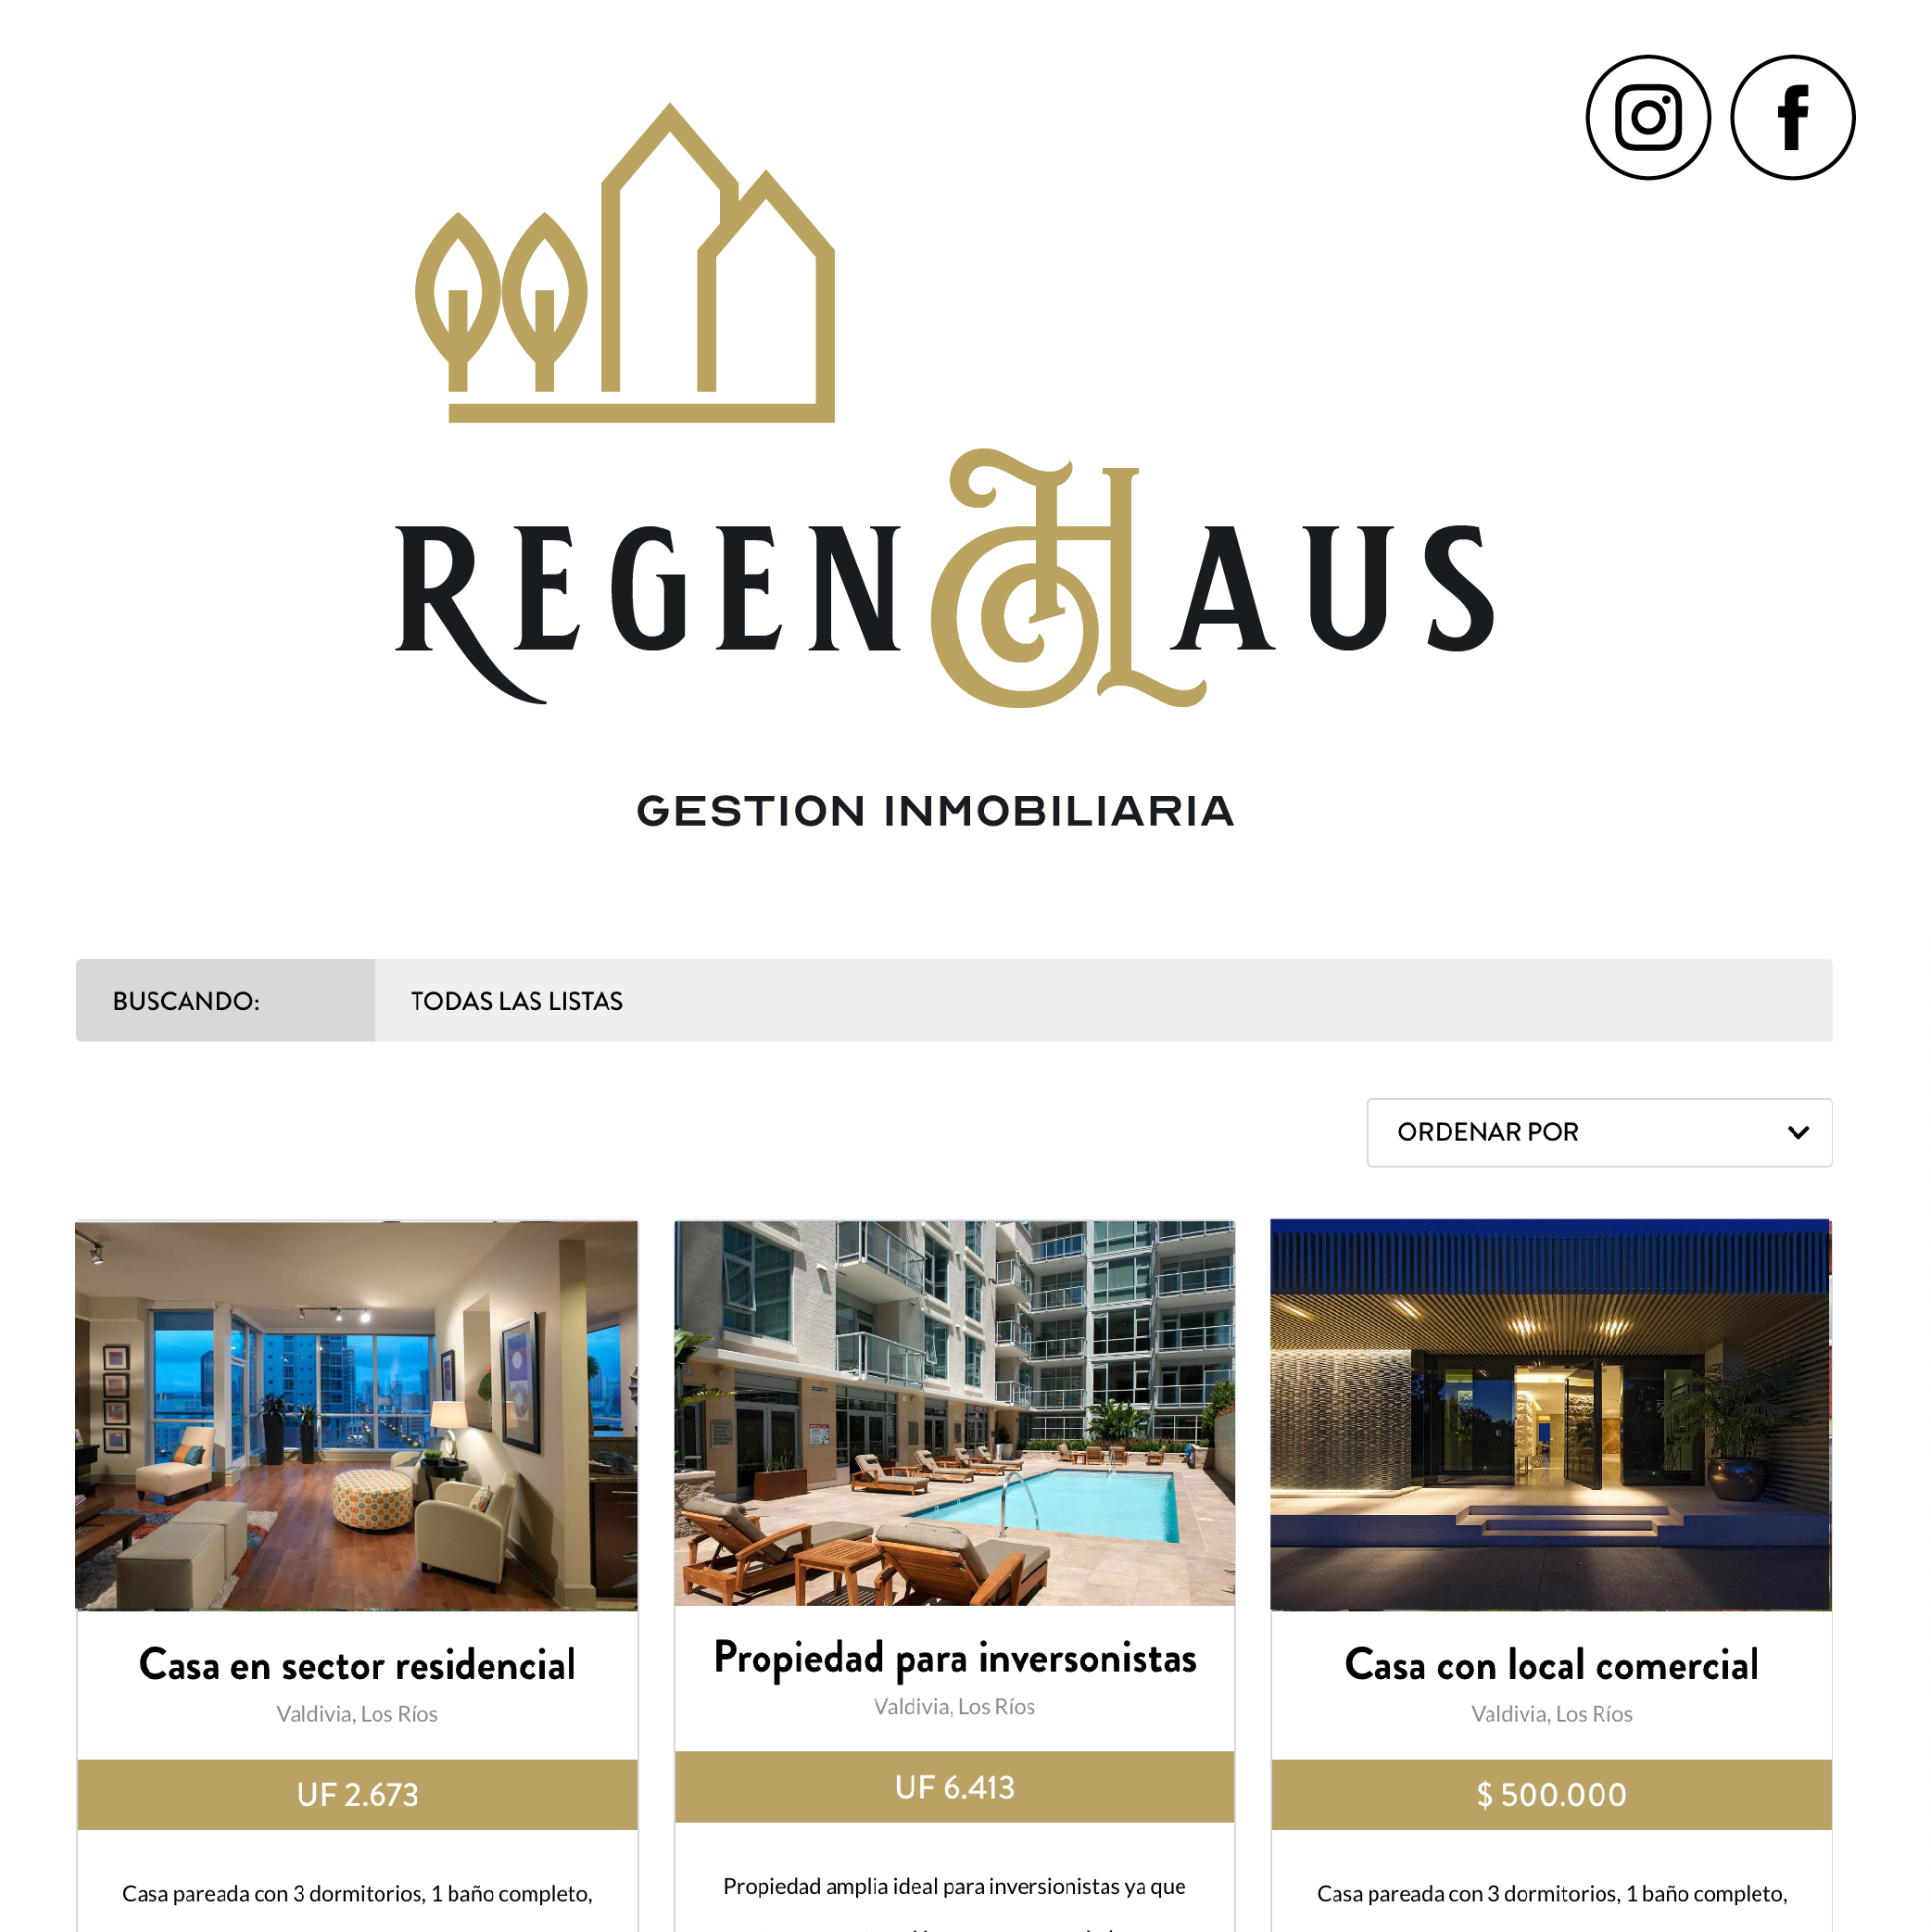 REGENHAUS
GESTION INMOBILIARIA
BUSCANDO:
TODAS LAS LISTAS
ORDENAR POR
Casa en sector residencial
Valdivia, Los Ríos
UF 2.673
Casa pareada con 3 dormitorios, 1 baño completo,
Propiedad para inversonistas
Valdivia, Los Ríos
UF 6.413
Propiedad amplia ideal para inversionistas ya que
Casa con local comercial
Valdivia, Los Ríos
$ 500.000
Casa pareada con 3 dormitorios, 1 baño completo,